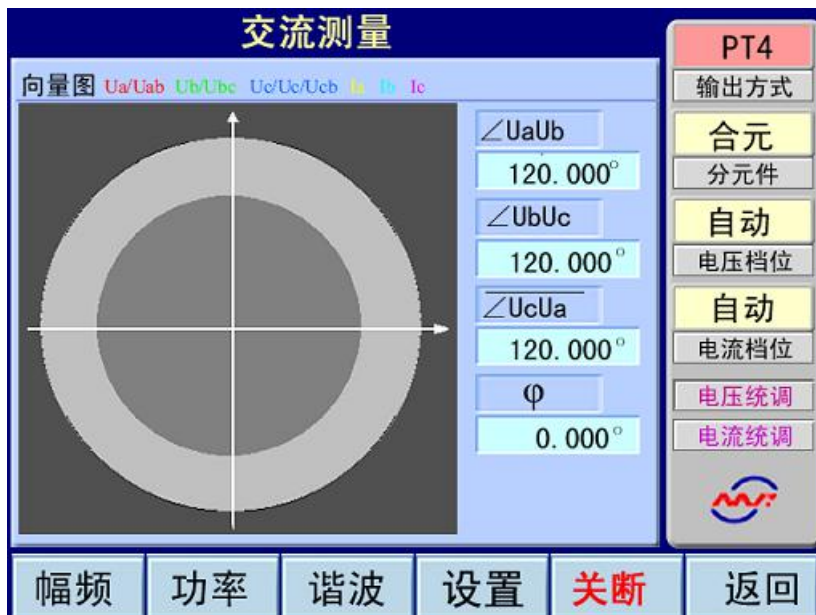 交流测量
向量图 Ua/Uab Ub/Ubc Uc/Uc/Ucb Ia Ib Ic
∠UaUb
120.000°
∠UbUc
120.000°
∠UcUa
120.000°
φ
0.000°
PT4
输出方式
合元
分元件
自动
电压档位
自动
电流档位
电压统调
电流统调
幅频 功率 谐波 设置 关断 返回